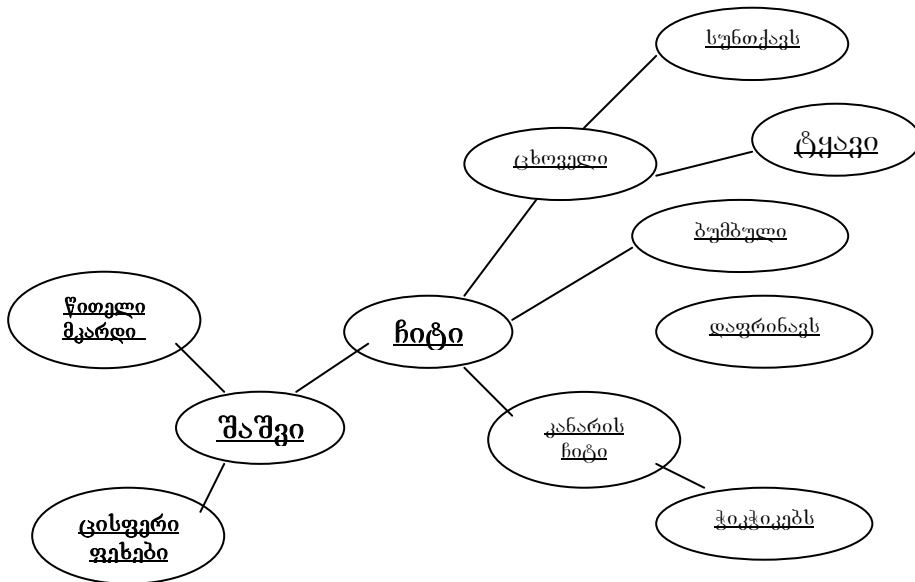 სუნთქავს
ტყავი
ცხოველი
ბუმბული
წითელი
მკარდი
ჩიტი
დაფრინავს
შაშვი
კანარის
ჩიტი
ცისფერი
ფეხები
ჭიკჭიკებს